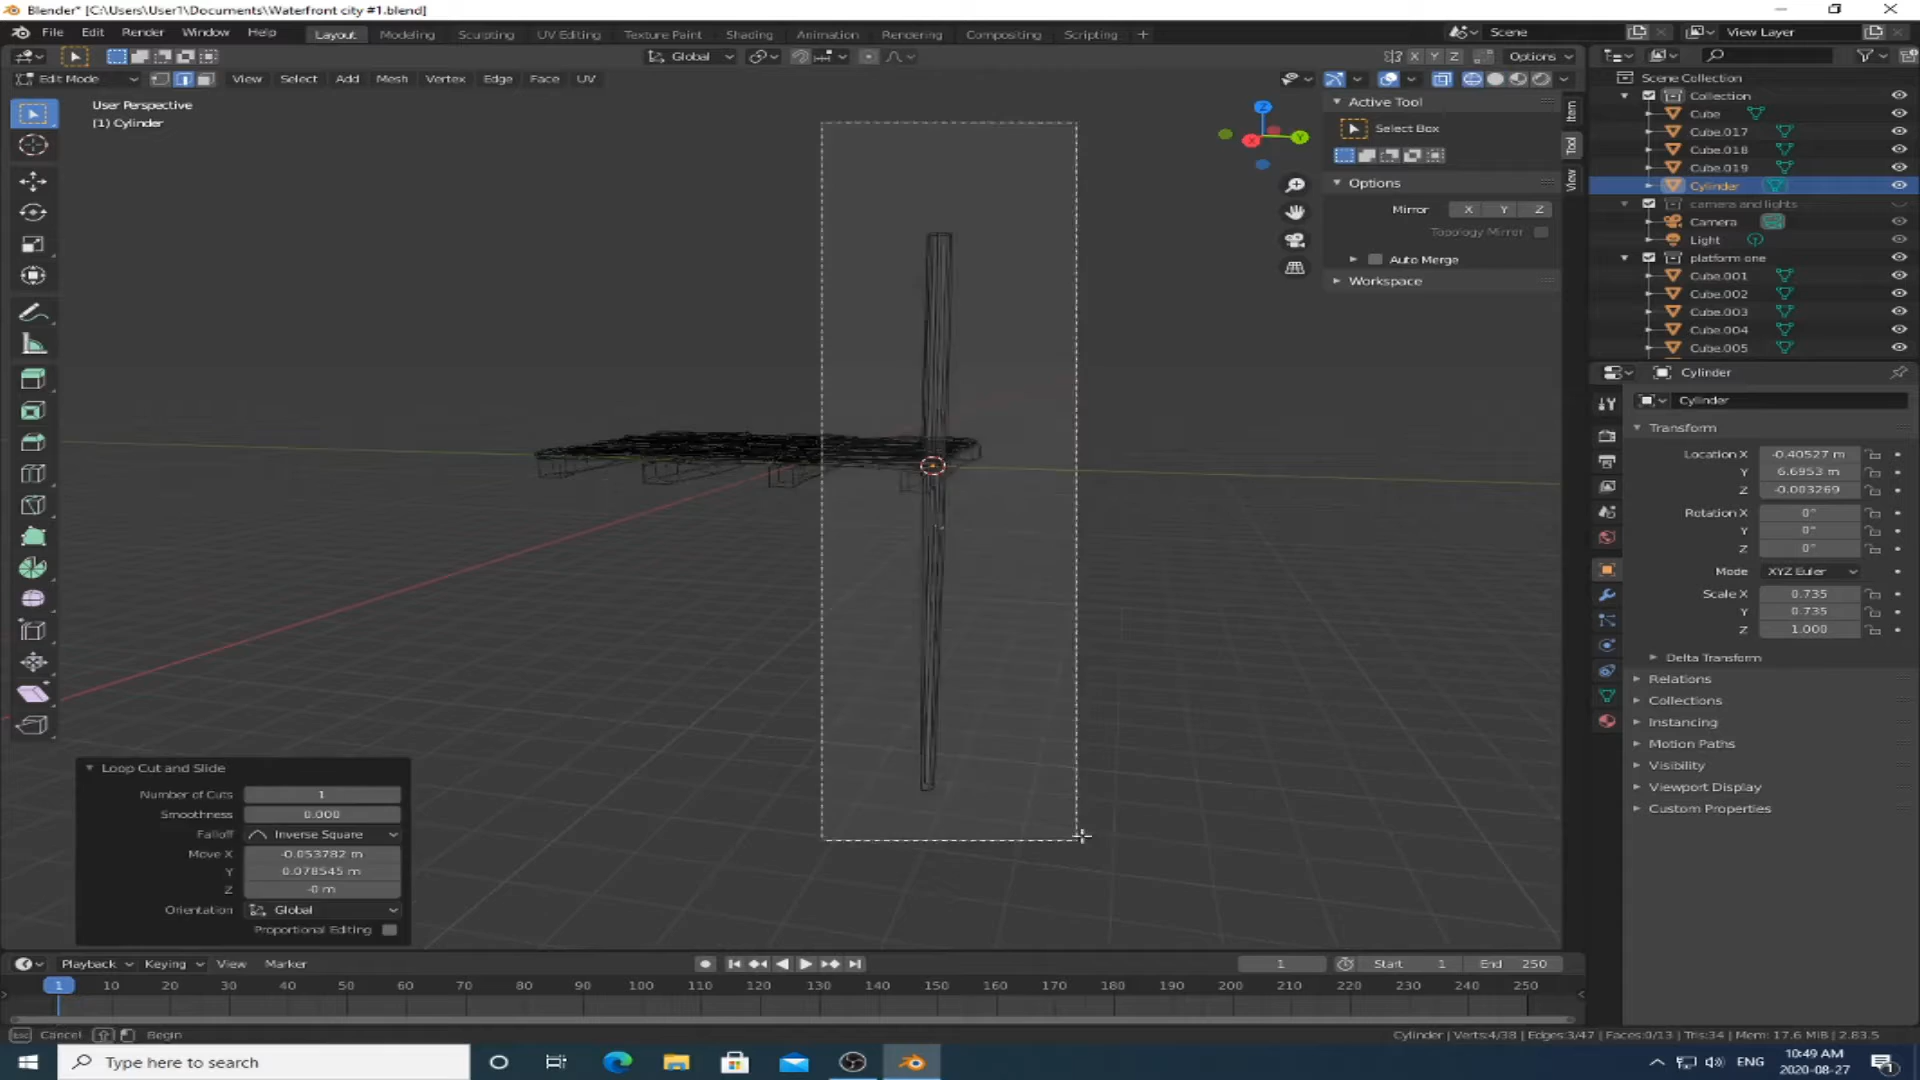 Blender* [C:\Users\User1\Documents\Waterfront city #1.blend]
File Edit Render Window Help Layout Modeling Sculpting UV Editing Texture Paint Shading Animation Rendering Compositing Scripting + Scene View Layer
Global X Y Z Options
Edit Mode View Select Add Mesh Vertex Edge Face UV
User Perspective
(1) Cylinder
Z
Y
X
Active Tool
Select Box
Options
Mirror X Y Z
Topology Mirror
Auto Merge
Workspace
Item
Tool
View
Scene Collection
Collection
Cube
Cube.017
Cube.018
Cube.019
Cylinder
camera and lights
Camera
Light
platform one
Cube.001
Cube.002
Cube.003
Cube.004
Cube.005
Cylinder
Cylinder
Transform
Location X -0.40527 m
Y 6.6953 m
Z -0.003269
Rotation X 0°
Y 0°
Z 0°
Mode XYZ Euler
Scale X 0.735
Y 0.735
Z 1.000
Delta Transform
Relations
Collections
Instancing
Motion Paths
Visibility
Viewport Display
Custom Properties
Loop Cut and Slide
Number of Cuts 1
Smoothness 0.000
Falloff Inverse Square
Move X -0.053782 m
Y 0.078545 m
Z -0 m
Orientation Global
Proportional Editing
Playback Keying View Marker 1 Start 1 End 250
1 10 20 30 40 50 60 70 80 90 100 110 120 130 140 150 160 170 180 190 200 210 220 230 240 250
esc Cancel Begin Cylinder | Verts:4/38 | Edges:3/47 | Faces:0/13 | Tris:34 | Mem: 17.6 MiB | 2.83.5
Type here to search ENG 10:49 AM
2020-08-27
1